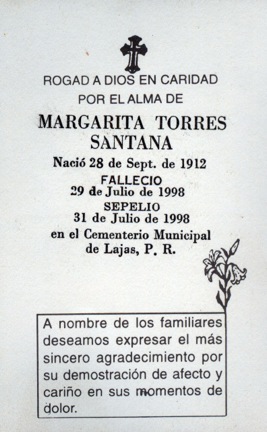 ROGAD A DIOS EN CARIDAD
POR EL ALMA DE
MARGARITA TORRES
SANTANA
Nació 28 de Sept. de 1912
FALLECIO
29 de Julio de 1998
SEPELIO
31 de Julio de 1998
en el Cementerio Municipal
de Lajas, P. R.
A nombre de los familiares
deseamos expresar el más
sincero agradecimiento por
su demostración de afecto y
cariño en sus momentos de
dolor.